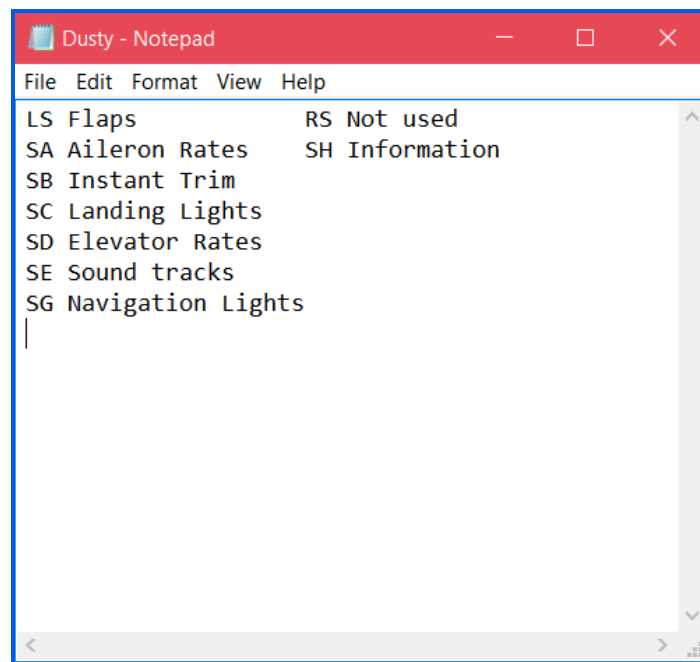 Dusty - Notepad
File Edit Format View Help
LS Flaps            RS Not used
SA Aileron Rates    SH Information
SB Instant Trim
SC Landing Lights
SD Elevator Rates
SE Sound tracks
SG Navigation Lights